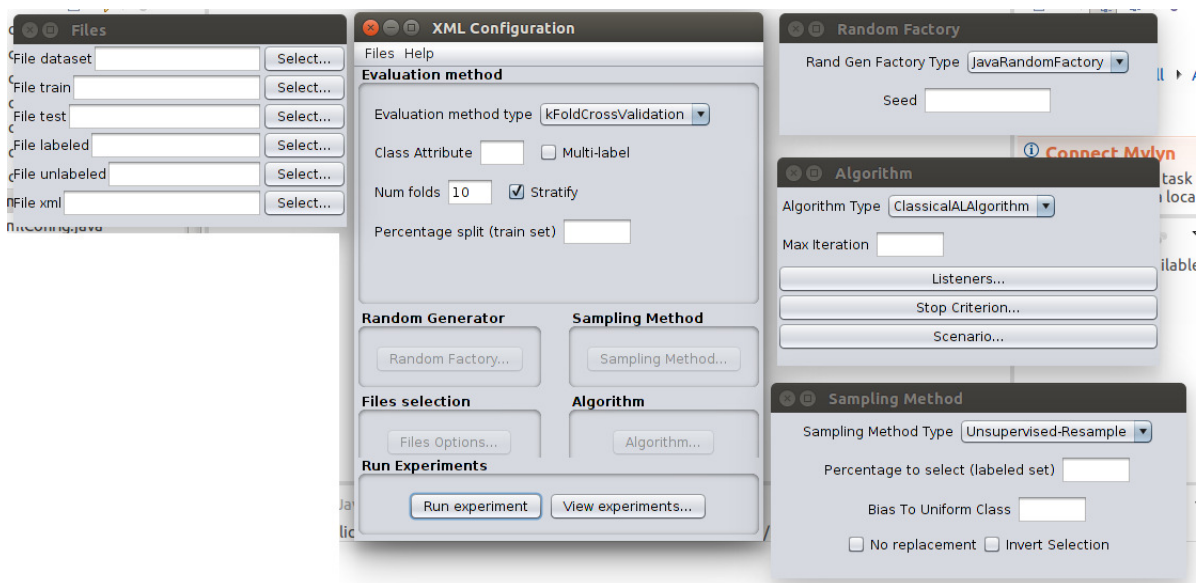 Files
File dataset Select...
File train Select...
File test Select...
File labeled Select...
File unlabeled Select...
File xml Select...
XML Configuration
Files Help
Evaluation method
Evaluation method type kFoldCrossValidation
Class Attribute Multi-label
Num folds 10 Stratify
Percentage split (train set)
Random Generator Sampling Method
Random Factory... Sampling Method...
Files selection Algorithm
Files Options... Algorithm...
Run Experiments
Run experiment View experiments...
Random Factory
Rand Gen Factory Type JavaRandomFactory
Seed
Connect Mylyn
task
Algorithm
Algorithm Type ClassicalALAlgorithm
Max Iteration
Listeners...
Stop Criterion...
Scenario...
Sampling Method
Sampling Method Type Unsupervised-Resample
Percentage to select (labeled set)
Bias To Uniform Class
No replacement Invert Selection